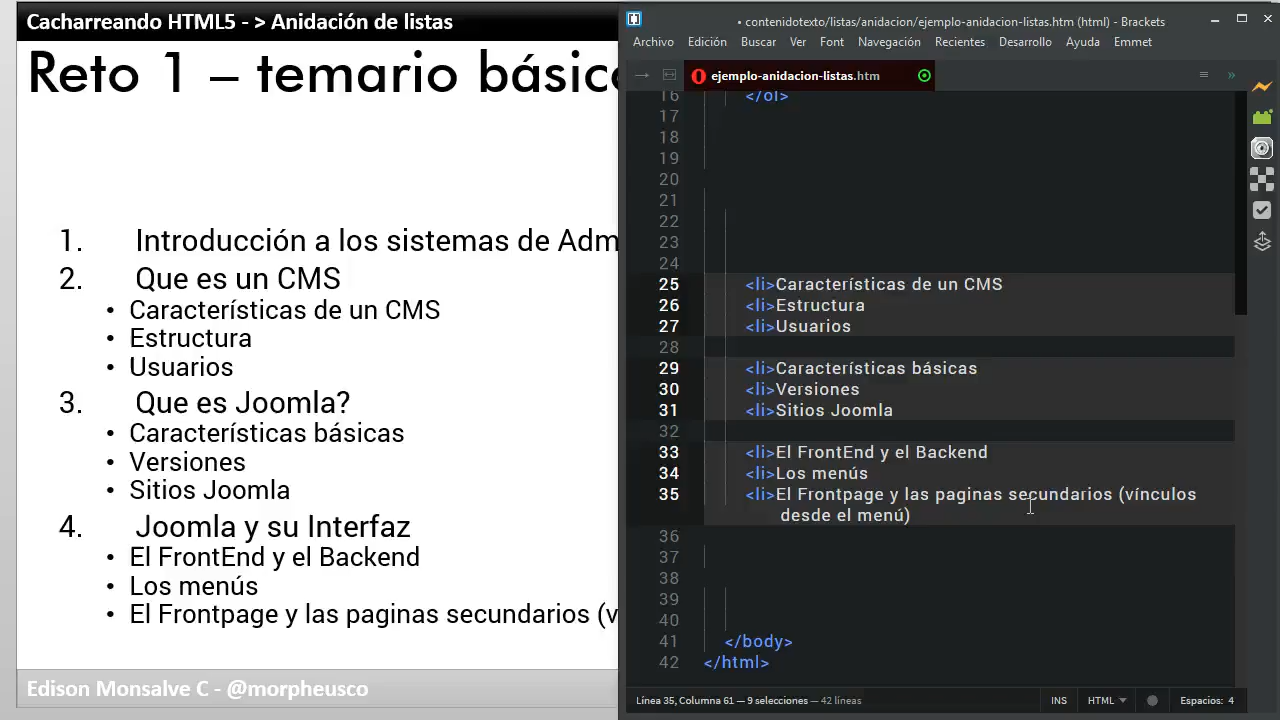 Cacharreando HTML5 - > Anidación de listas
Reto 1 – temario básico
1. Introducción a los sistemas de Adm
2. Que es un CMS
• Características de un CMS
• Estructura
• Usuarios
3. Que es Joomla?
• Características básicas
• Versiones
• Sitios Joomla
4. Joomla y su Interfaz
• El FrontEnd y el Backend
• Los menús
• El Frontpage y las paginas secundarios (v
Edison Monsalve C - @morpheusco
• contenidotexto/listas/anidacion/ejemplo-anidacion-listas.htm (html) - Brackets
Archivo Edición Buscar Ver Font Navegación Recientes Desarrollo Ayuda Emmet
ejemplo-anidacion-listas.htm
16 </ol>
17
18
19
20
21
22
23
24
25 <li>Características de un CMS
26 <li>Estructura
27 <li>Usuarios
28
29 <li>Características básicas
30 <li>Versiones
31 <li>Sitios Joomla
32
33 <li>El FrontEnd y el Backend
34 <li>Los menús
35 <li>El Frontpage y las paginas secundarios (vínculos
desde el menú)
36
37
38
39
40
41 </body>
42 </html>
Línea 35, Columna 61 — 9 selecciones — 42 líneas INS HTML Espacios: 4